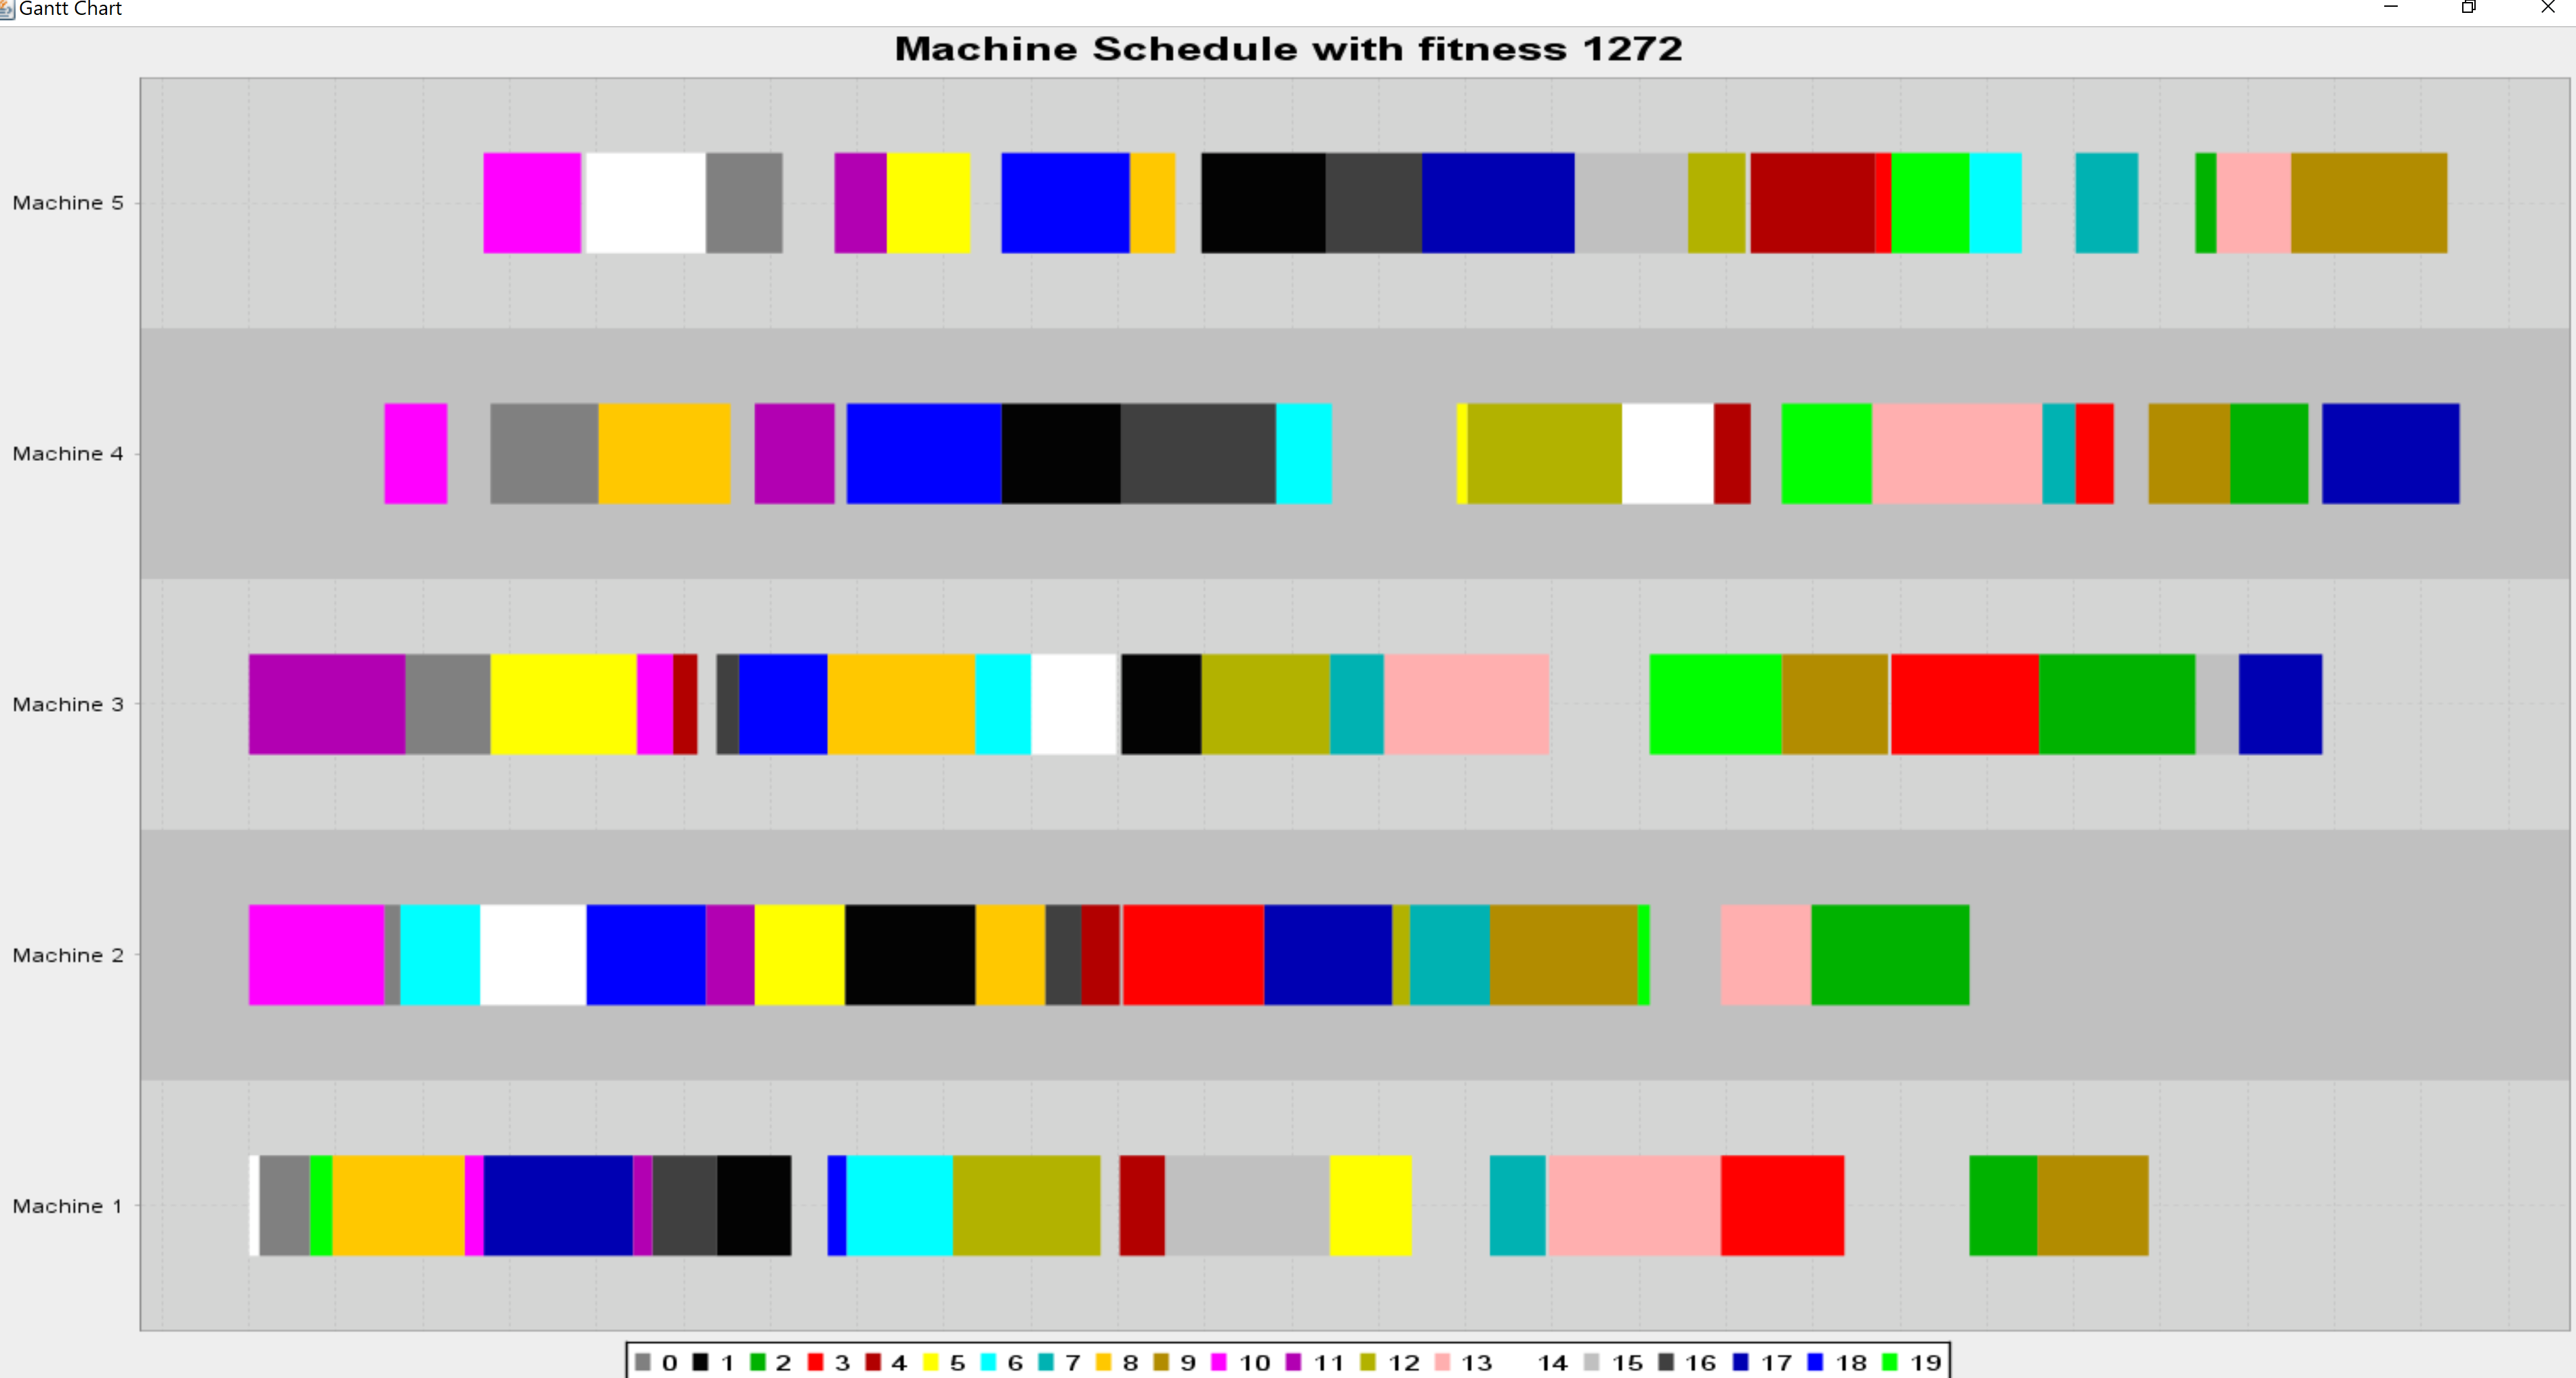 Gantt Chart
Machine Schedule with fitness 1272
Machine 5
Machine 4
Machine 3
Machine 2
Machine 1
0 1 2 3 4 5 6 7 8 9 10 11 12 13 14 15 16 17 18 19